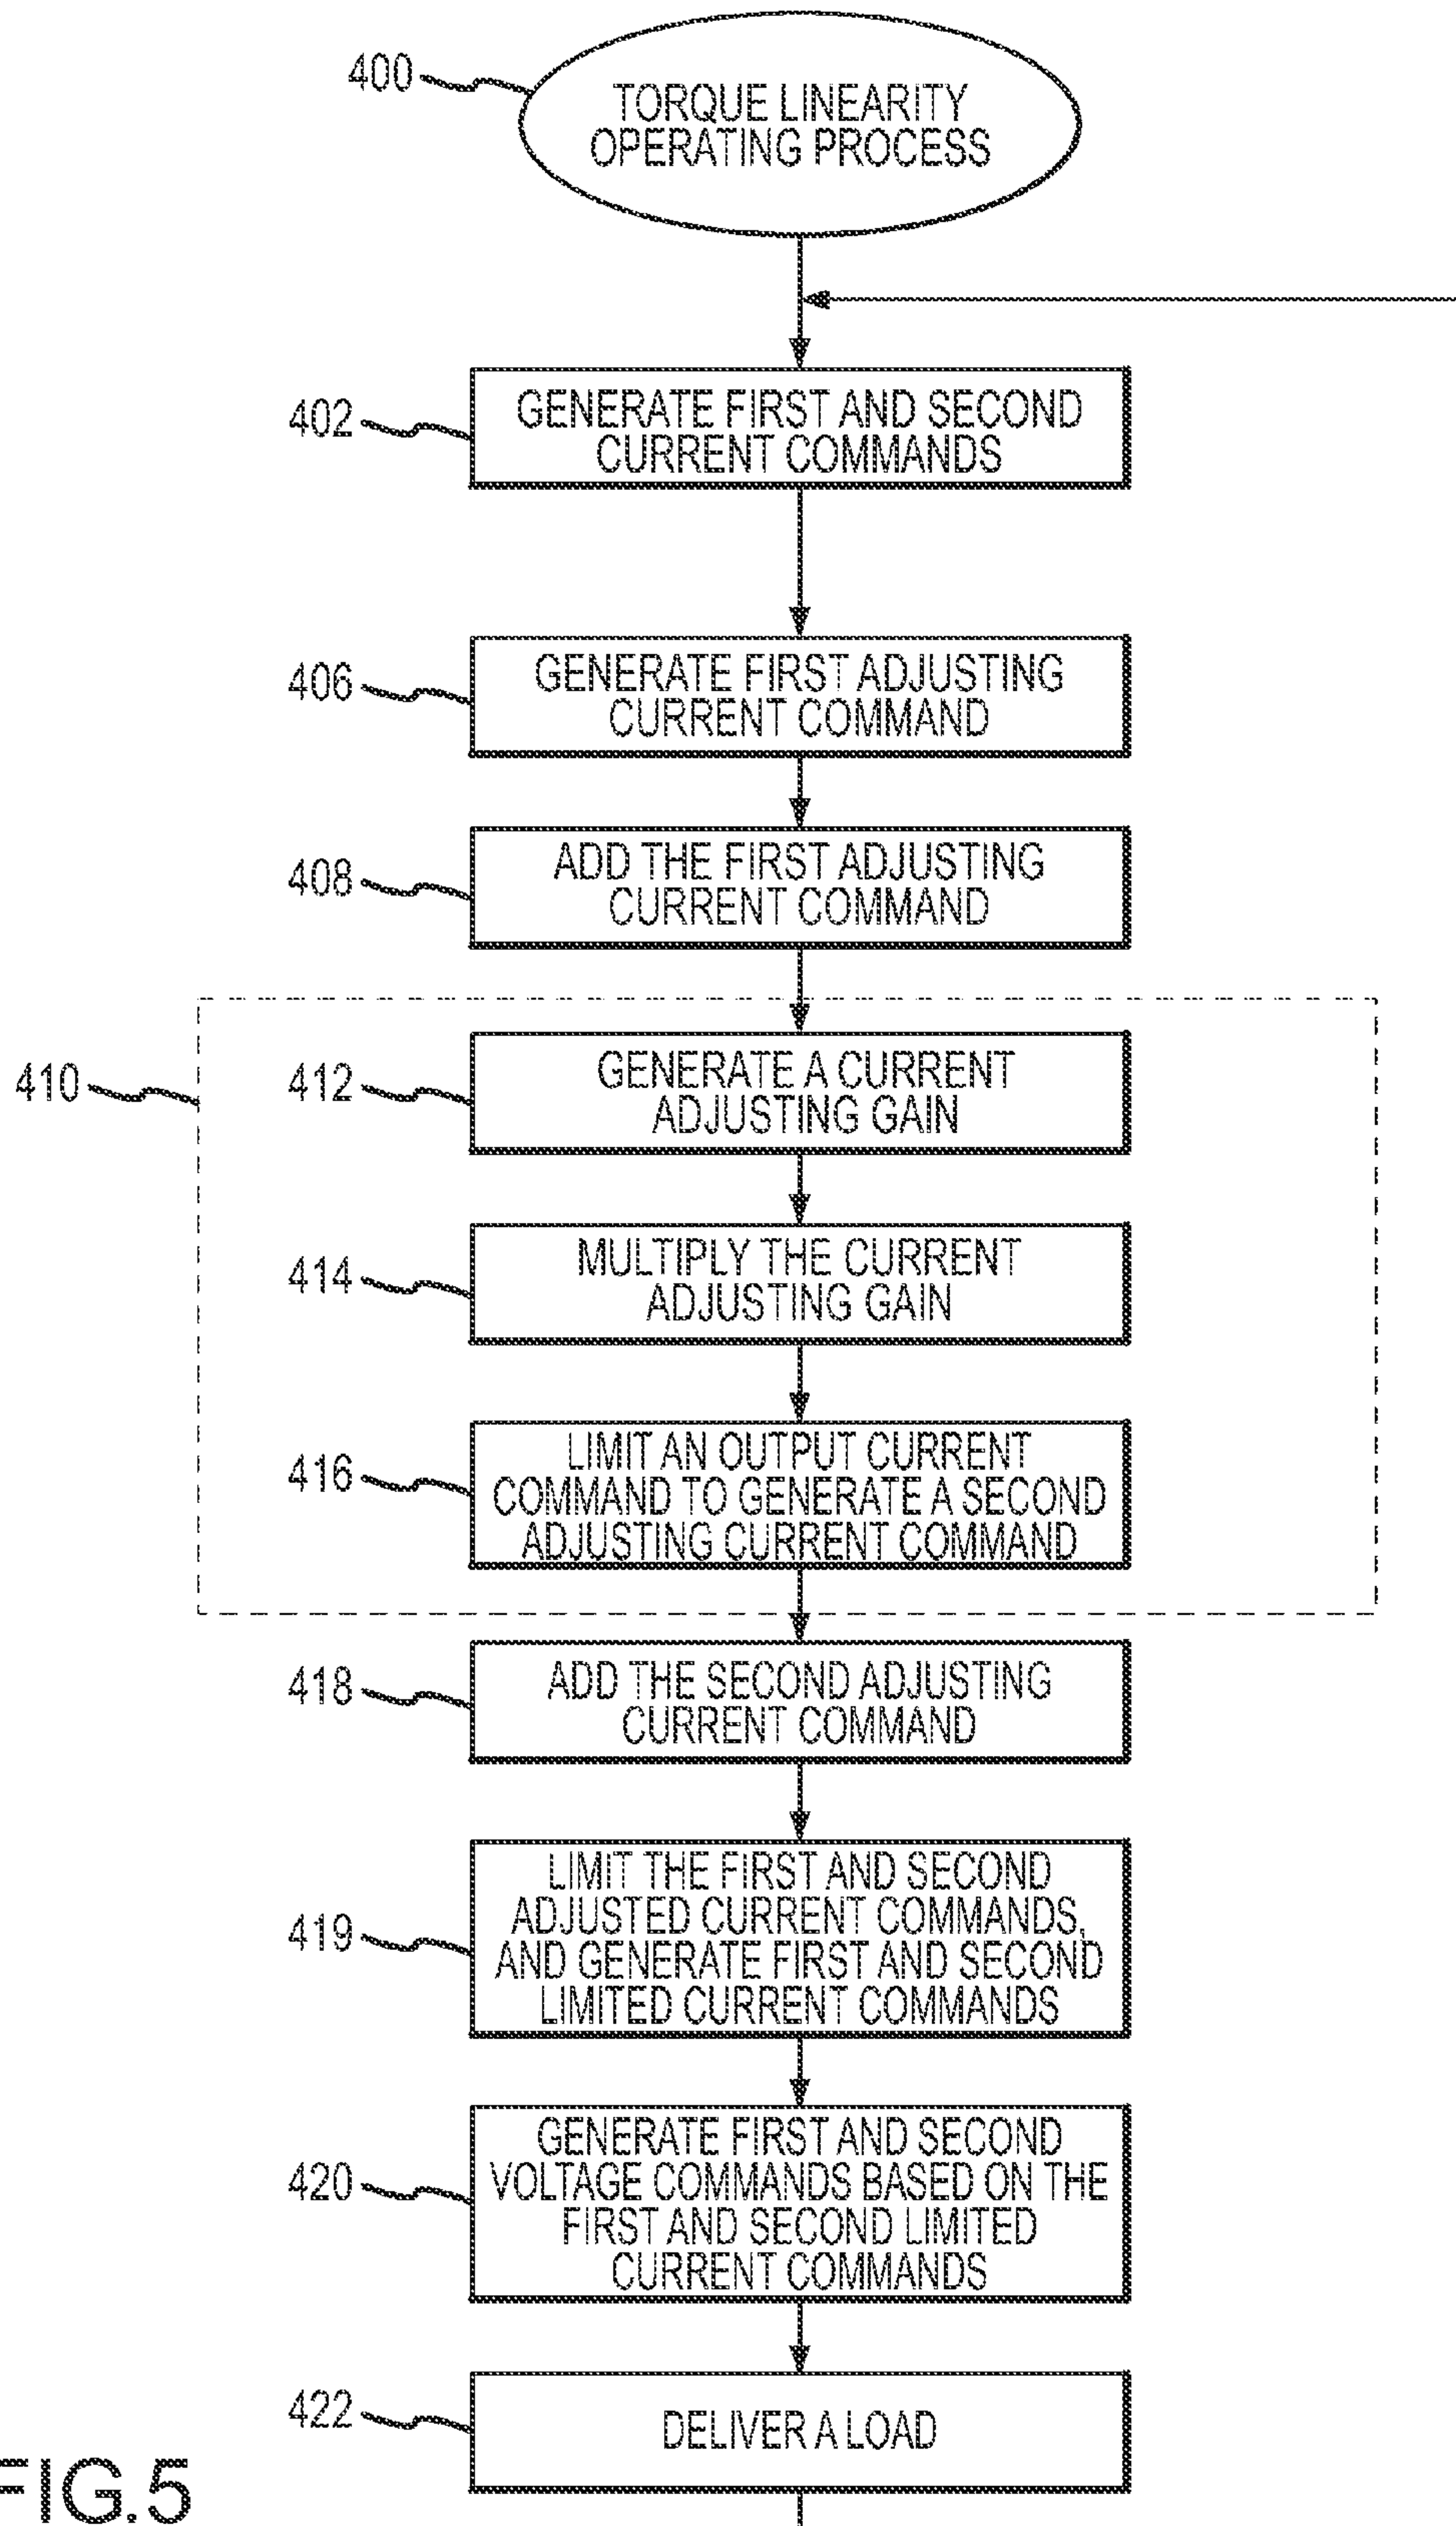 400
TORQUE LINEARITY
OPERATING PROCESS
402
GENERATE FIRST AND SECOND
CURRENT COMMANDS
406
GENERATE FIRST ADJUSTING
CURRENT COMMAND
408
ADD THE FIRST ADJUSTING
CURRENT COMMAND
410
412
GENERATE A CURRENT
ADJUSTING GAIN
414
MULTIPLY THE CURRENT
ADJUSTING GAIN
416
LIMIT AN OUTPUT CURRENT
COMMAND TO GENERATE A SECOND
ADJUSTING CURRENT COMMAND
418
ADD THE SECOND ADJUSTING
CURRENT COMMAND
419
LIMIT THE FIRST AND SECOND
ADJUSTED CURRENT COMMANDS,
AND GENERATE FIRST AND SECOND
LIMITED CURRENT COMMANDS
420
GENERATE FIRST AND SECOND
VOLTAGE COMMANDS BASED ON THE
FIRST AND SECOND LIMITED
CURRENT COMMANDS
422
DELIVER A LOAD
FIG.5